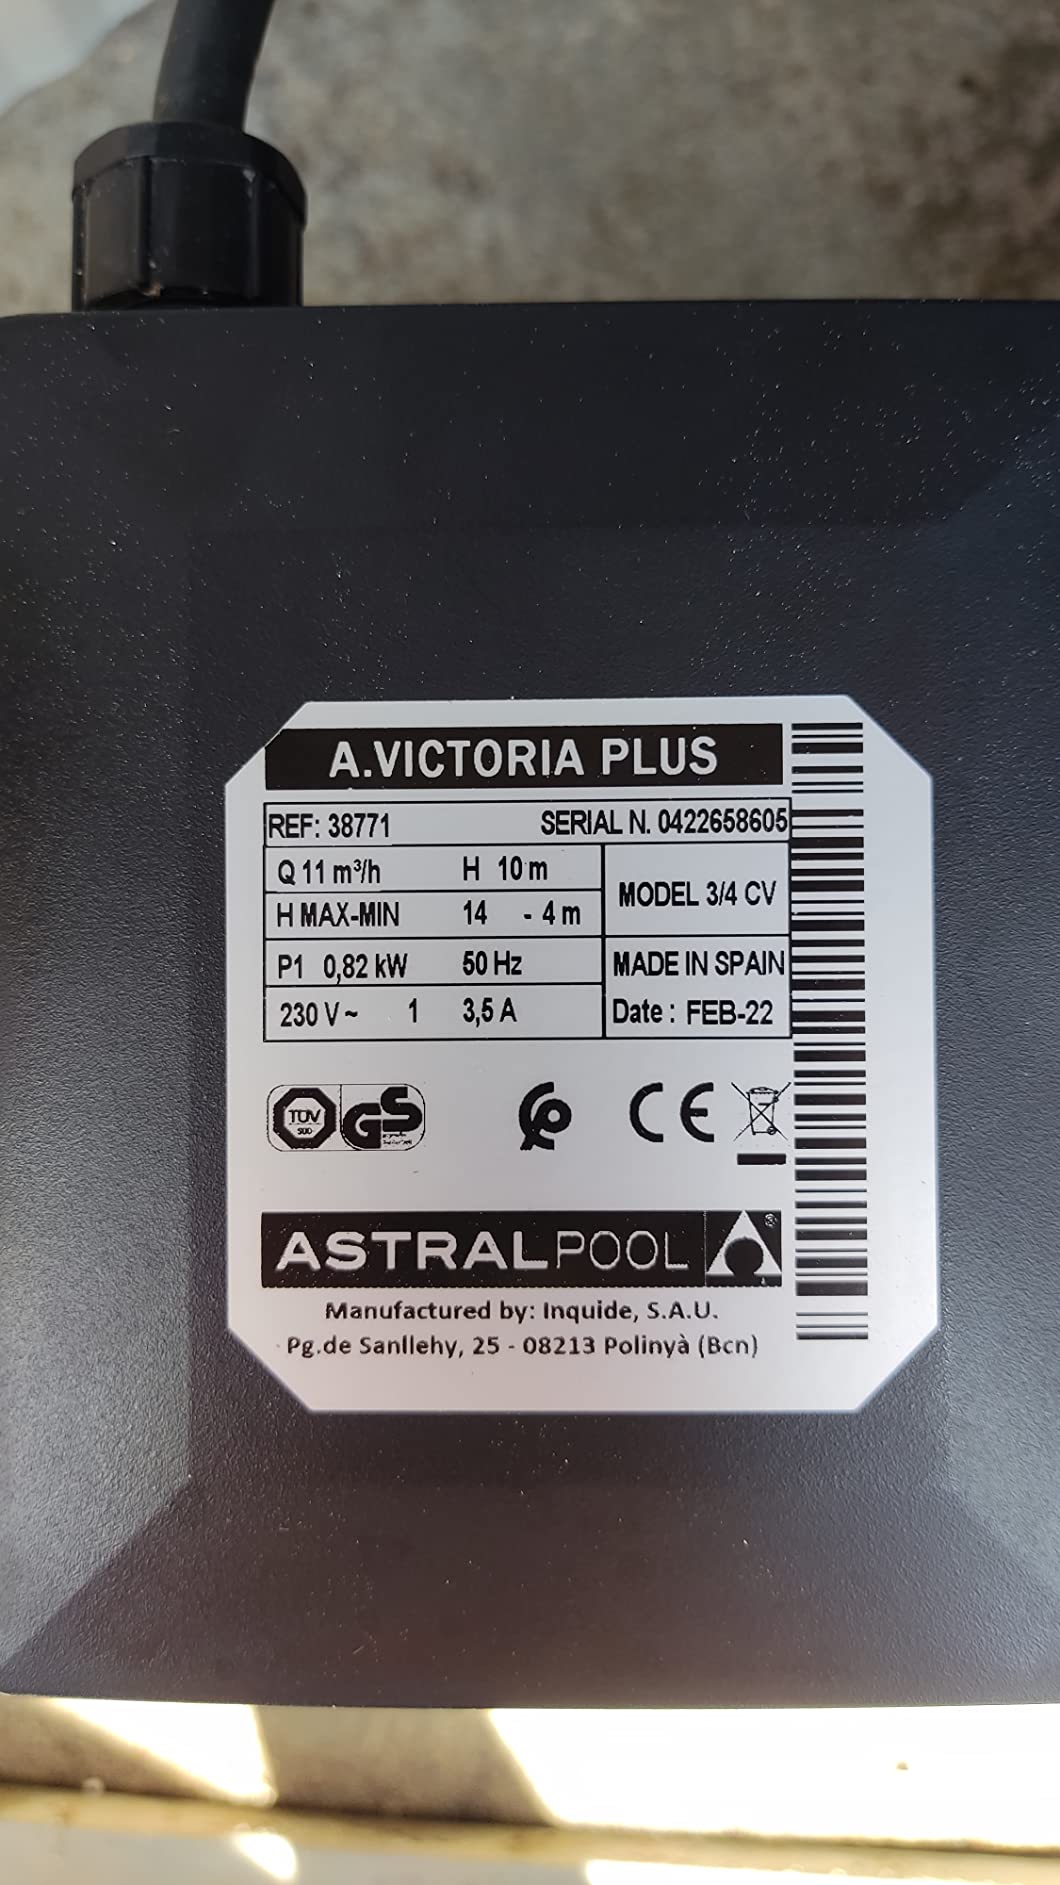 A.VICTORIA PLUS
REF: 38771 SERIAL N. 0422658605
Q 11 m³/h H 10 m
MODEL 3/4 CV
H MAX-MIN 14 - 4 m
P1 0,82 kW 50 Hz MADE IN SPAIN
230 V ~ 1 3,5 A Date : FEB-22
TÜV SÜD GS CE
ASTRALPOOL ®
Manufactured by: Inquide, S.A.U.
Pg.de Sanllehy, 25 - 08213 Polinyà (Bcn)